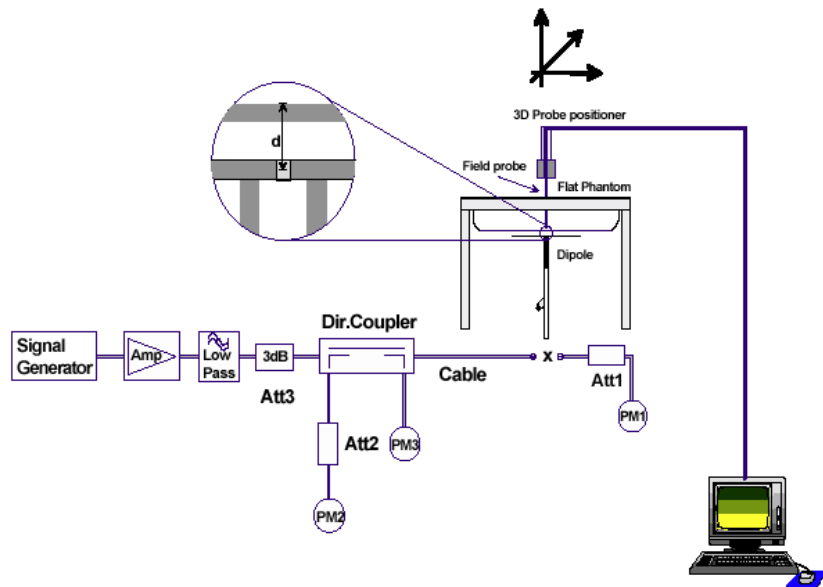 3D Probe positioner
d
Field probe
Flat Phantom
Dipole
Dir.Coupler
Signal
Generator
Amp
Low
Pass
3dB
Cable
x
Att3
Att1
PM1
Att2
PM3
PM2